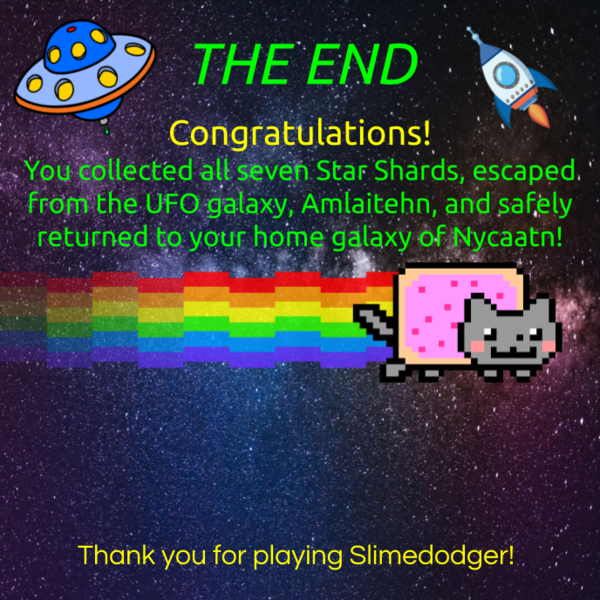 THE END
Congratulations!
You collected all seven Star Shards, escaped
from the UFO galaxy, Amlaitehn, and safely
returned to your home galaxy of Nycaatn!
Thank you for playing Slimedodger!